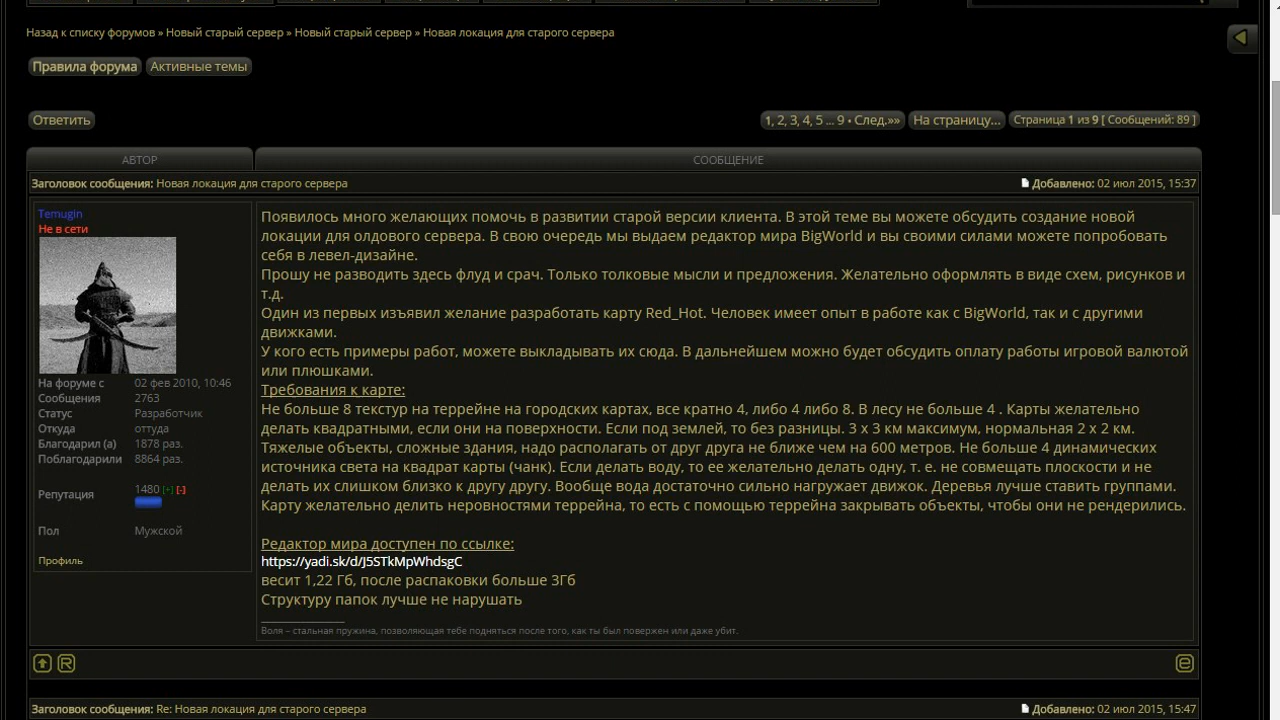 Назад к списку форумов » Новый старый сервер » Новый старый сервер » Новая локация для старого сервера
Правила форума Активные темы
Ответить 1, 2, 3, 4, 5 ... 9 • След.»» На страницу... Страница 1 из 9 [ Сообщений: 89 ]
АВТОР СООБЩЕНИЕ
Заголовок сообщения: Новая локация для старого сервера Добавлено: 02 июл 2015, 15:37
Temugin
Не в сети
На форуме с 02 фев 2010, 10:46
Сообщения 2763
Статус Разработчик
Откуда оттуда
Благодарил (а) 1878 раз.
Поблагодарили 8864 раз.
Репутация 1480 [+] [-]
Пол Мужской
Профиль
Появилось много желающих помочь в развитии старой версии клиента. В этой теме вы можете обсудить создание новой
локации для олдового сервера. В свою очередь мы выдаем редактор мира BigWorld и вы своими силами можете попробовать
себя в левел-дизайне.
Прошу не разводить здесь флуд и срач. Только толковые мысли и предложения. Желательно оформлять в виде схем, рисунков и
т.д.
Один из первых изъявил желание разработать карту Red_Hot. Человек имеет опыт в работе как с BigWorld, так и с другими
движками.
У кого есть примеры работ, можете выкладывать их сюда. В дальнейшем можно будет обсудить оплату работы игровой валютой
или плюшками.
Требования к карте:
Не больше 8 текстур на террейне на городских картах, все кратно 4, либо 4 либо 8. В лесу не больше 4 . Карты желательно
делать квадратными, если они на поверхности. Если под землей, то без разницы. 3 х 3 км максимум, нормальная 2 х 2 км.
Тяжелые объекты, сложные здания, надо располагать от друг друга не ближе чем на 600 метров. Не больше 4 динамических
источника света на квадрат карты (чанк). Если делать воду, то ее желательно делать одну, т. е. не совмещать плоскости и не
делать их слишком близко к другу другу. Вообще вода достаточно сильно нагружает движок. Деревья лучше ставить группами.
Карту желательно делить неровностями террейна, то есть с помощью террейна закрывать объекты, чтобы они не рендерились.
Редактор мира доступен по ссылке:
https://yadi.sk/d/J5STkMpWhdsgC
весит 1,22 Гб, после распаковки больше 3Гб
Структуру папок лучше не нарушать
Воля – стальная пружина, позволяющая тебе подняться после того, как ты был повержен или даже убит.
Заголовок сообщения: Re: Новая локация для старого сервера Добавлено: 02 июл 2015, 15:47